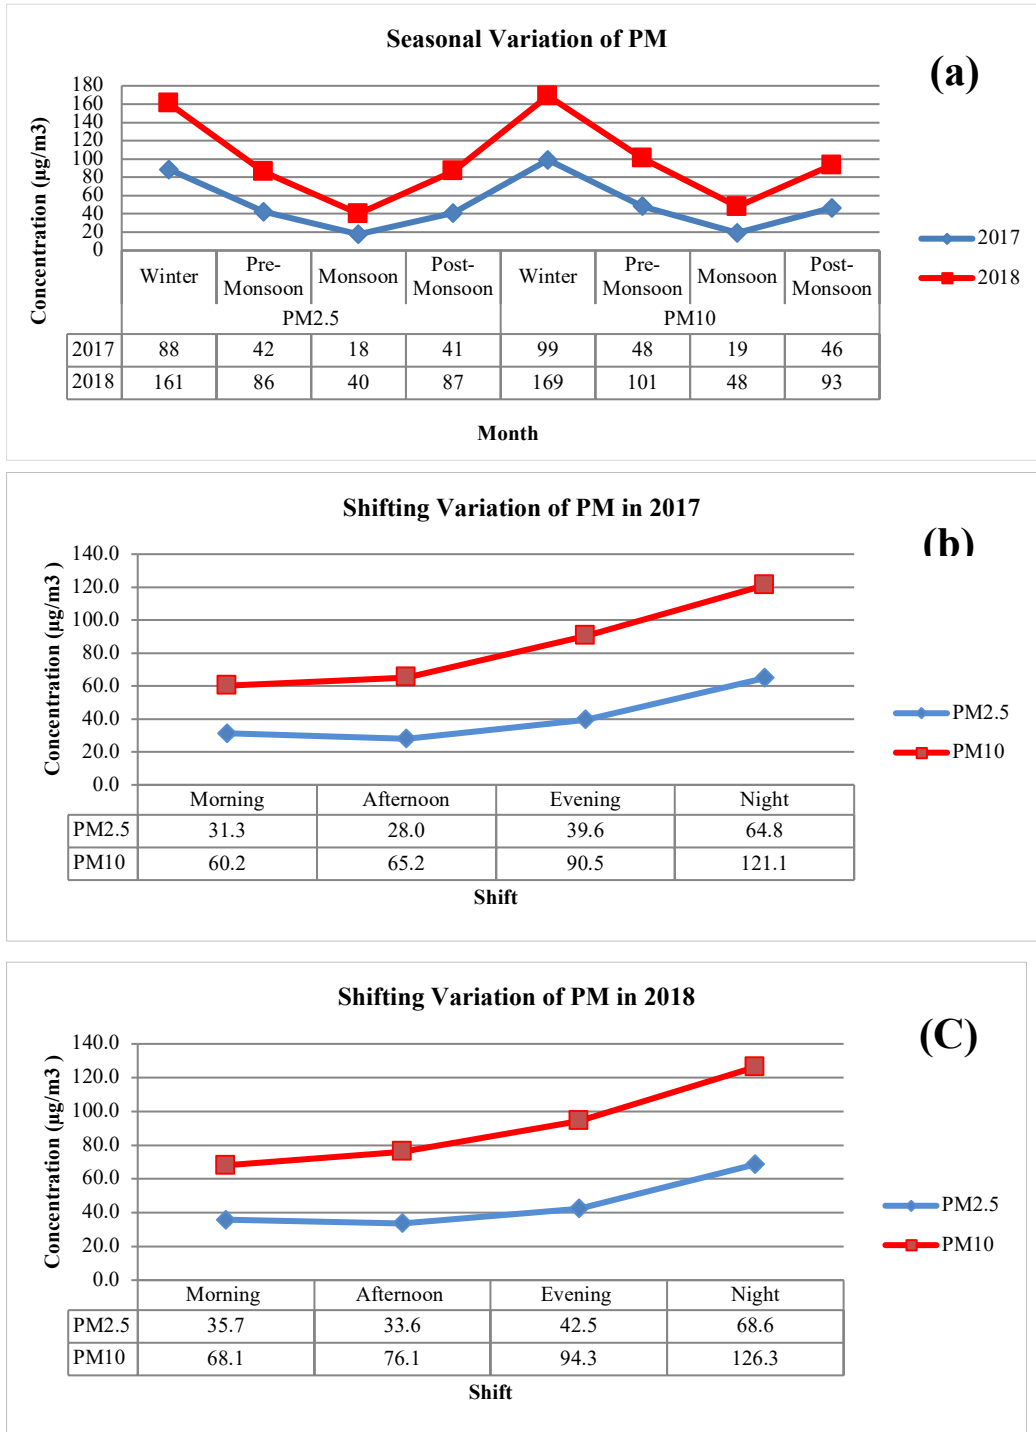 Seasonal Variation of PM
(a)
Concentration (µg/m3)
180
160
140
120
100
80
60
40
20
0
Winter Pre-Monsoon Monsoon Post-Monsoon Winter Pre-Monsoon Monsoon Post-Monsoon
PM2.5 PM10
2017 88 42 18 41 99 48 19 46
2018 161 86 40 87 169 101 48 93
Month
2017
2018
Shifting Variation of PM in 2017
(b)
Concentration (µg/m3 )
140.0
120.0
100.0
80.0
60.0
40.0
20.0
0.0
Morning Afternoon Evening Night
PM2.5 31.3 28.0 39.6 64.8
PM10 60.2 65.2 90.5 121.1
Shift
PM2.5
PM10
Shifting Variation of PM in 2018
(C)
Concentration (µg/m3 )
140.0
120.0
100.0
80.0
60.0
40.0
20.0
0.0
Morning Afternoon Evening Night
PM2.5 35.7 33.6 42.5 68.6
PM10 68.1 76.1 94.3 126.3
Shift
PM2.5
PM10